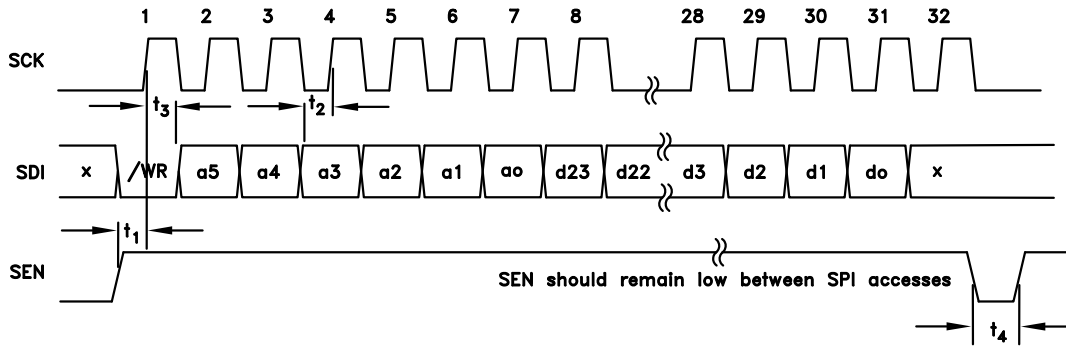 1 2 3 4 5 6 7 8 28 29 30 31 32
SCK
t3 t2
SDI x /WR a5 a4 a3 a2 a1 ao d23 d22 d3 d2 d1 do x
t1
SEN
SEN should remain low between SPI accesses
t4